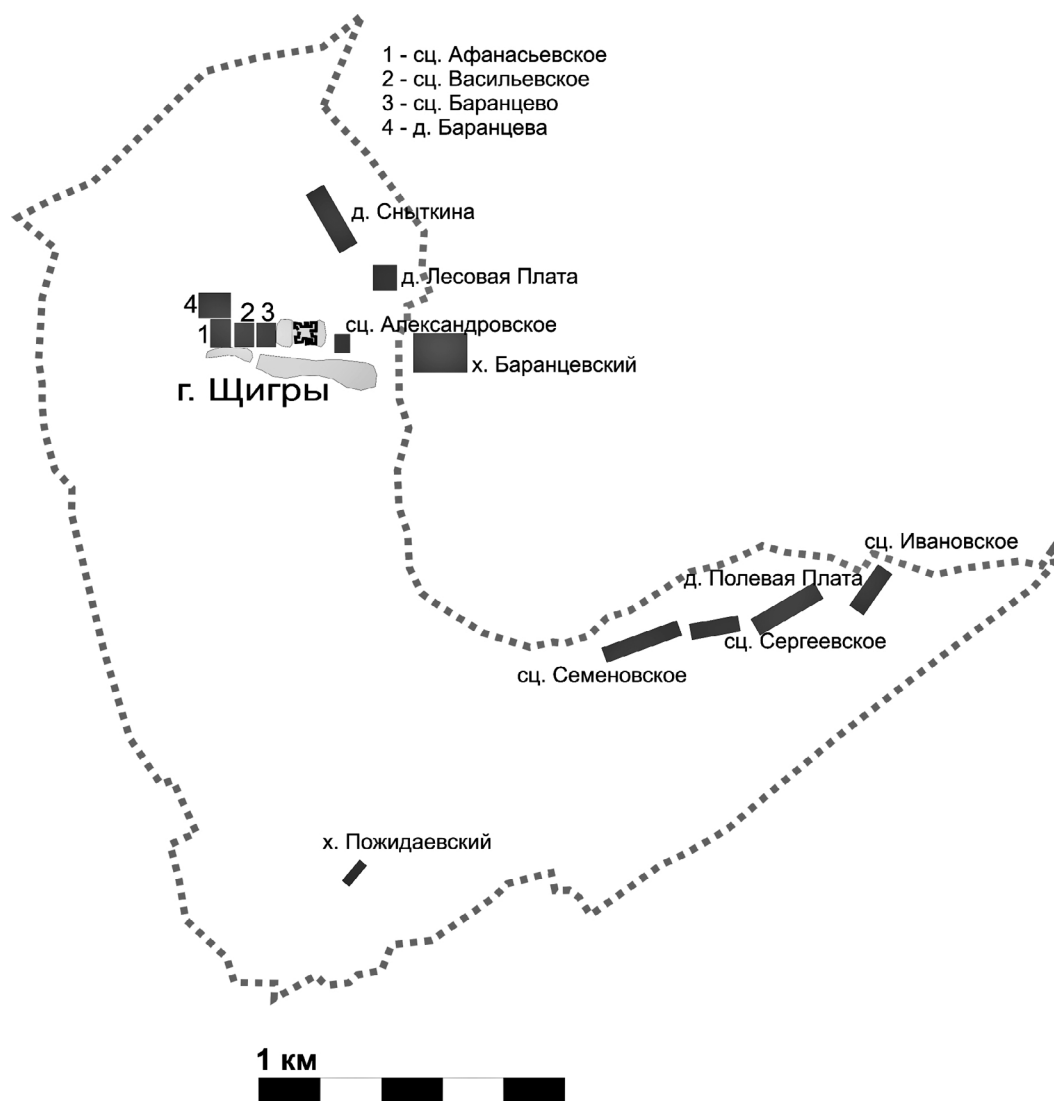 1 - сц. Афанасьевское
2 - сц. Васильевское
3 - сц. Баранцево
4 - д. Баранцева
д. Сныткина
д. Лесовая Плата
4
2 3
1
сц. Александровское
х. Баранцевский
г. Щигры
сц. Ивановское
д. Полевая Плата
сц. Сергеевское
сц. Семеновское
х. Пожидаевский
1 км